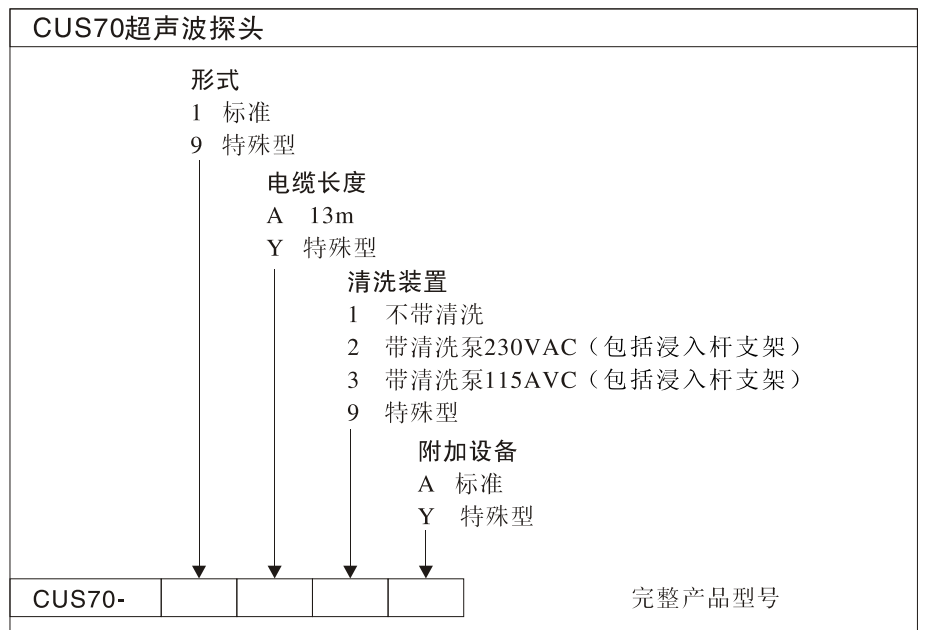 CUS70超声波探头
形式
1 标准
9 特殊型
电缆长度
A 13m
Y 特殊型
清洗装置
1 不带清洗
2 带清洗泵230VAC（包括浸入杆支架）
3 带清洗泵115AVC（包括浸入杆支架）
9 特殊型
附加设备
A 标准
Y 特殊型
CUS70- 完整产品型号